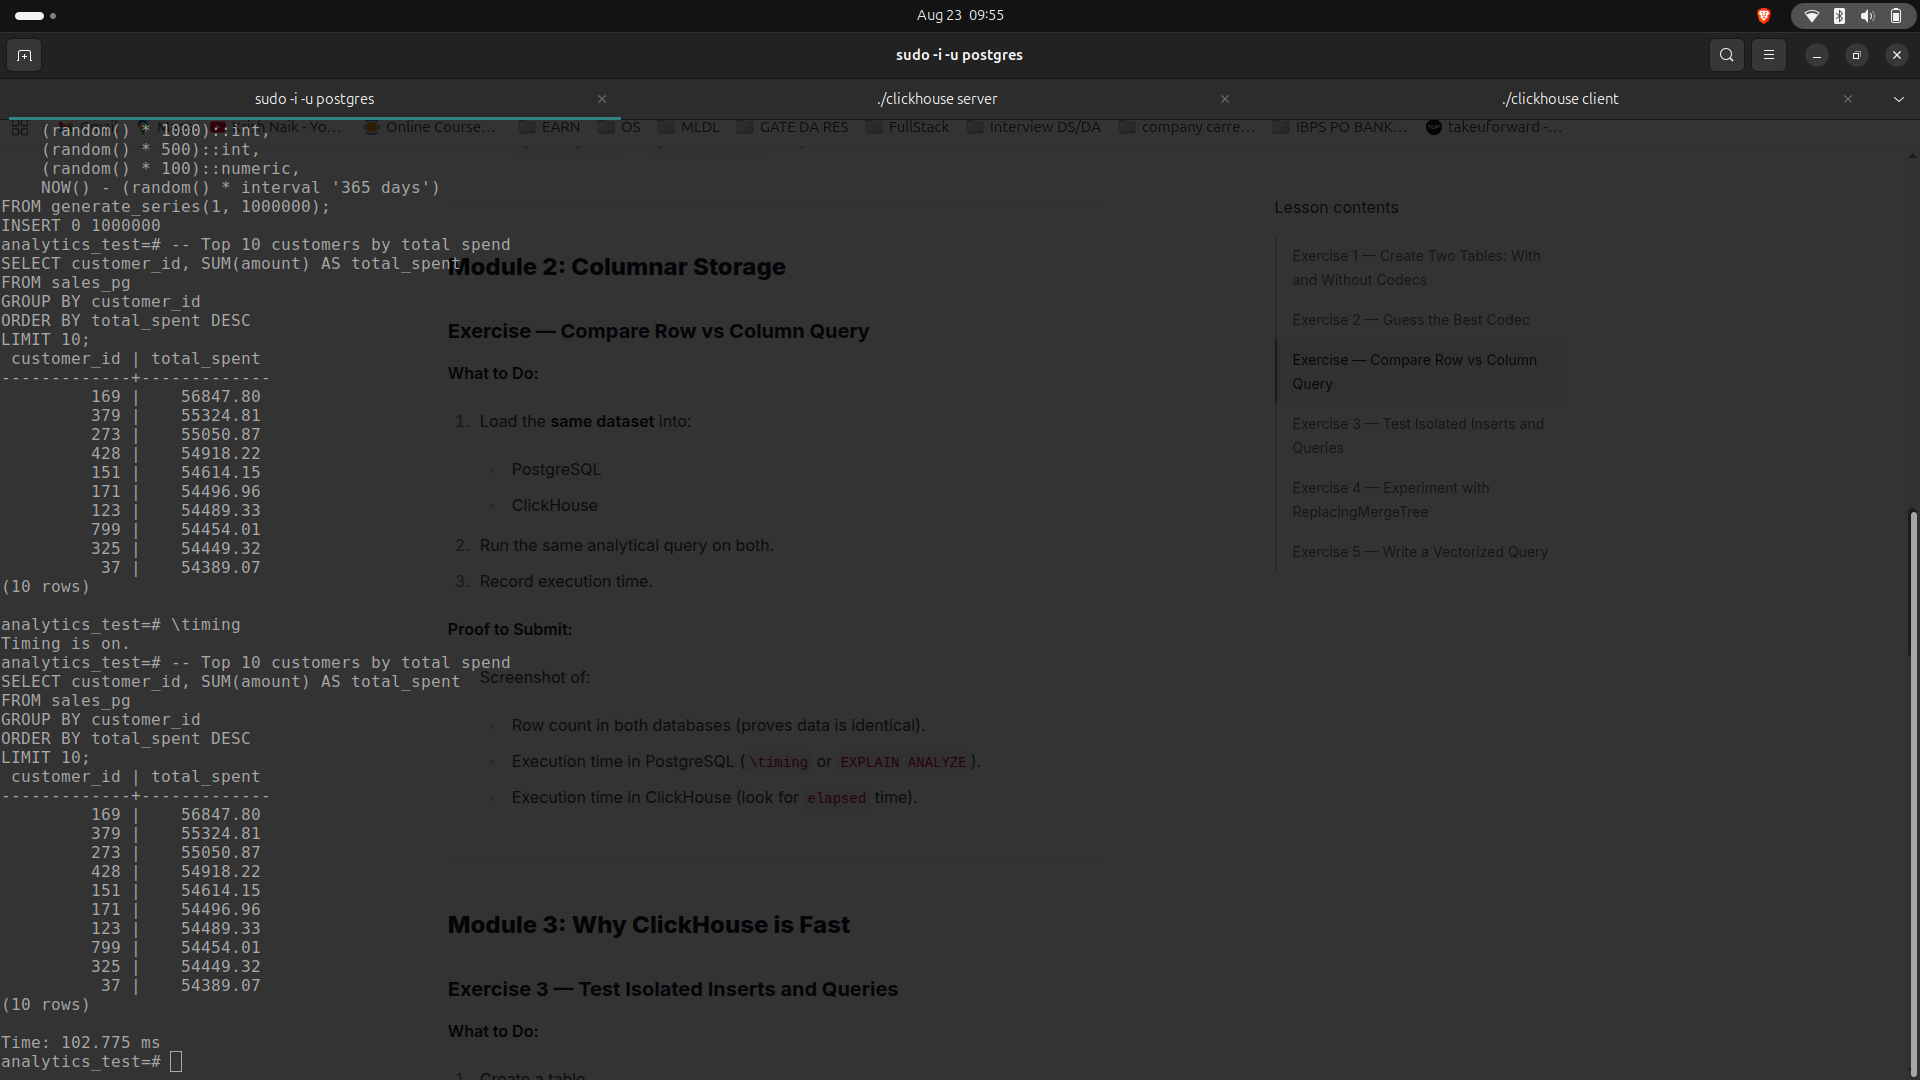 Aug 23 09:55
sudo -i -u postgres
sudo -i -u postgres
./clickhouse server
./clickhouse client
Online Course...
EARN
OS
MLDL
GATE DA RES
FullStack
Interview DS/DA
company carre...
IBPS PO BANK...
takeuforward -...
(random() * 1000)::int,
(random() * 500)::int,
(random() * 100)::numeric,
NOW() - (random() * interval '365 days')
FROM generate_series(1, 1000000);
INSERT 0 1000000
analytics_test=# -- Top 10 customers by total spend
SELECT customer_id, SUM(amount) AS total_spent
FROM sales_pg
GROUP BY customer_id
ORDER BY total_spent DESC
LIMIT 10;
customer_id | total_spent
-------------+-------------
169 | 56847.80
379 | 55324.81
273 | 55050.87
428 | 54918.22
151 | 54614.15
171 | 54496.96
123 | 54489.33
799 | 54454.01
325 | 54449.32
37 | 54389.07
(10 rows)
analytics_test=# \timing
Timing is on.
analytics_test=# -- Top 10 customers by total spend
SELECT customer_id, SUM(amount) AS total_spent
FROM sales_pg
GROUP BY customer_id
ORDER BY total_spent DESC
LIMIT 10;
customer_id | total_spent
-------------+-------------
169 | 56847.80
379 | 55324.81
273 | 55050.87
428 | 54918.22
151 | 54614.15
171 | 54496.96
123 | 54489.33
799 | 54454.01
325 | 54449.32
37 | 54389.07
(10 rows)
Time: 102.775 ms
analytics_test=#
Module 2: Columnar Storage
Exercise — Compare Row vs Column Query
What to Do:
1. Load the same dataset into:
PostgreSQL
ClickHouse
2. Run the same analytical query on both.
3. Record execution time.
Proof to Submit:
Screenshot of:
Row count in both databases (proves data is identical).
Execution time in PostgreSQL (\timing or EXPLAIN ANALYZE).
Execution time in ClickHouse (look for elapsed time).
Module 3: Why ClickHouse is Fast
Exercise 3 — Test Isolated Inserts and Queries
What to Do:
1. Create a table
Lesson contents
Exercise 1 — Create Two Tables: With
and Without Codecs
Exercise 2 — Guess the Best Codec
Exercise — Compare Row vs Column
Query
Exercise 3 — Test Isolated Inserts and
Queries
Exercise 4 — Experiment with
ReplacingMergeTree
Exercise 5 — Write a Vectorized Query